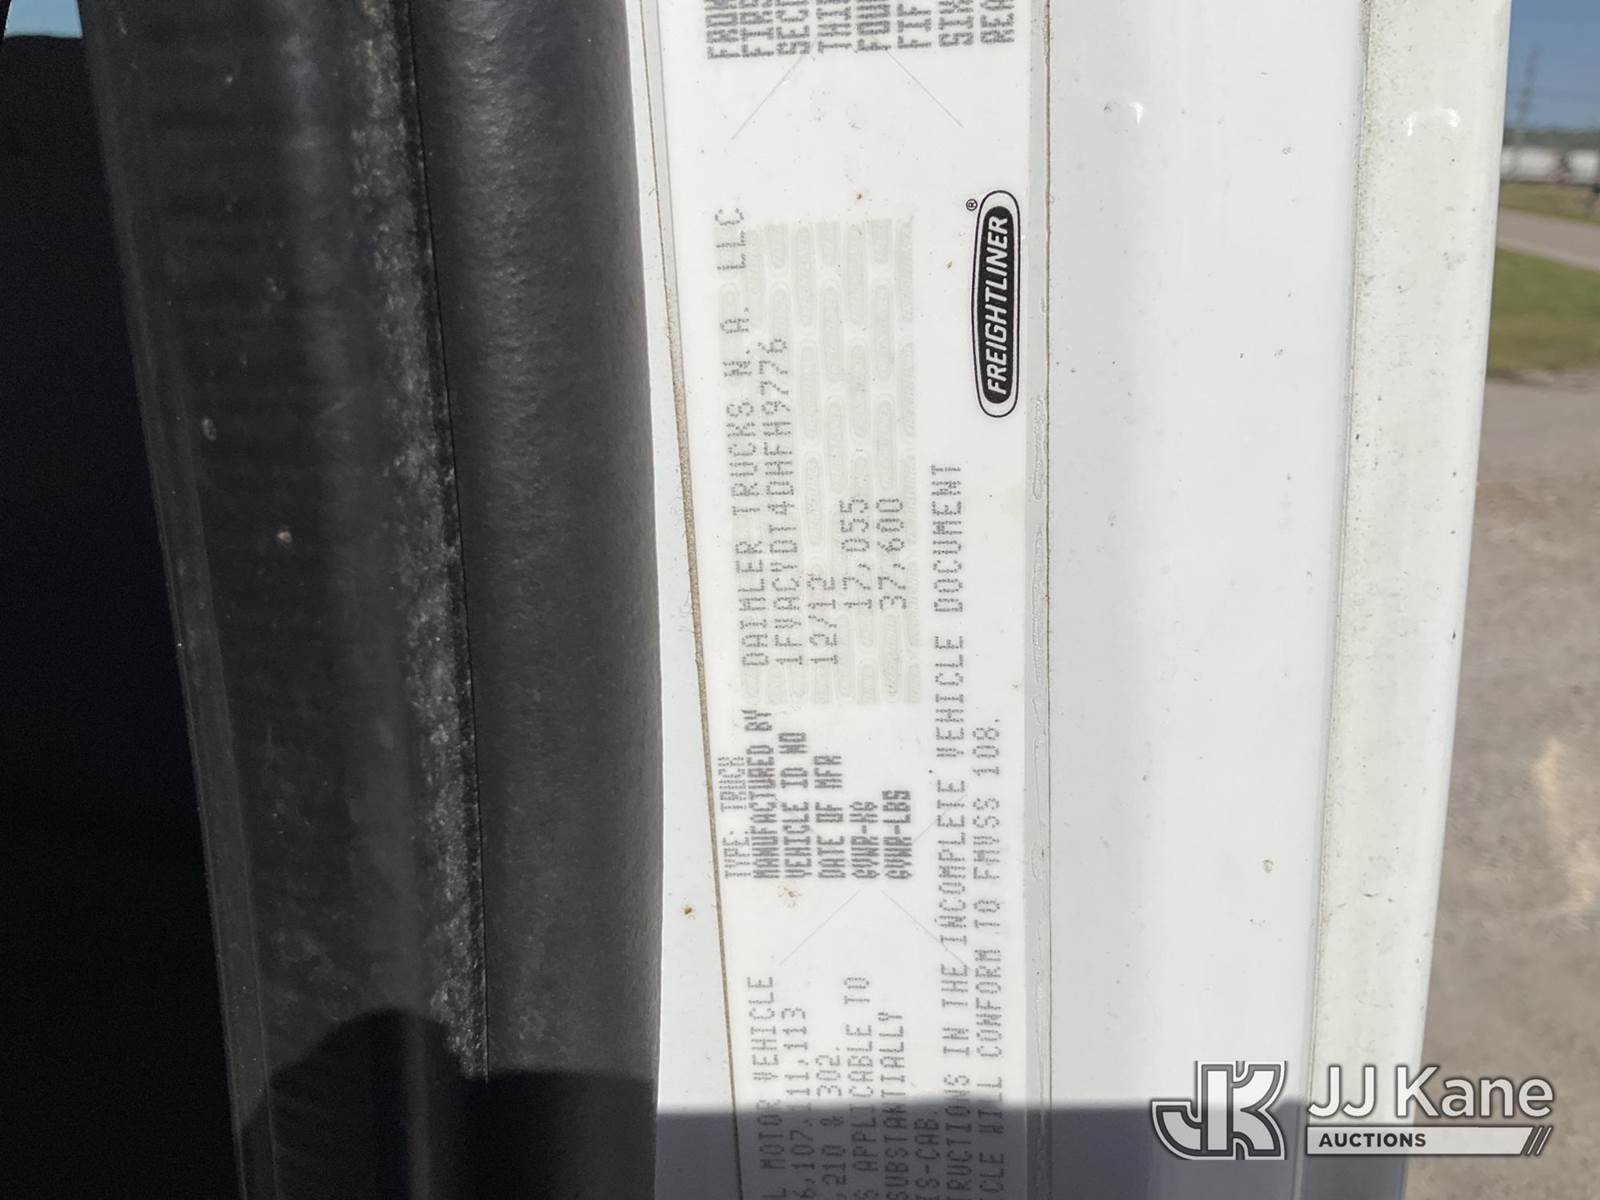 TYPE: TRUCK
MANUFACTURED BY DAIMLER TRUCKS N.A. LLC
VEHICLE ID NO
DATE OF MFR 12/12
GVWR-KG 17,055
GVWR-LBS 37,600
L MOTOR VEHICLE
6,107,111,113
,210 & 302.
S APPLICABLE TO
SUBSTANTIALLY
IS-CAB.
RUCTIONS IN THE INCOMPLETE VEHICLE DOCUMENT
CLE WILL CONFORM TO FMVSS 108.
FREIGHTLINER®
JK JJ Kane
AUCTIONS